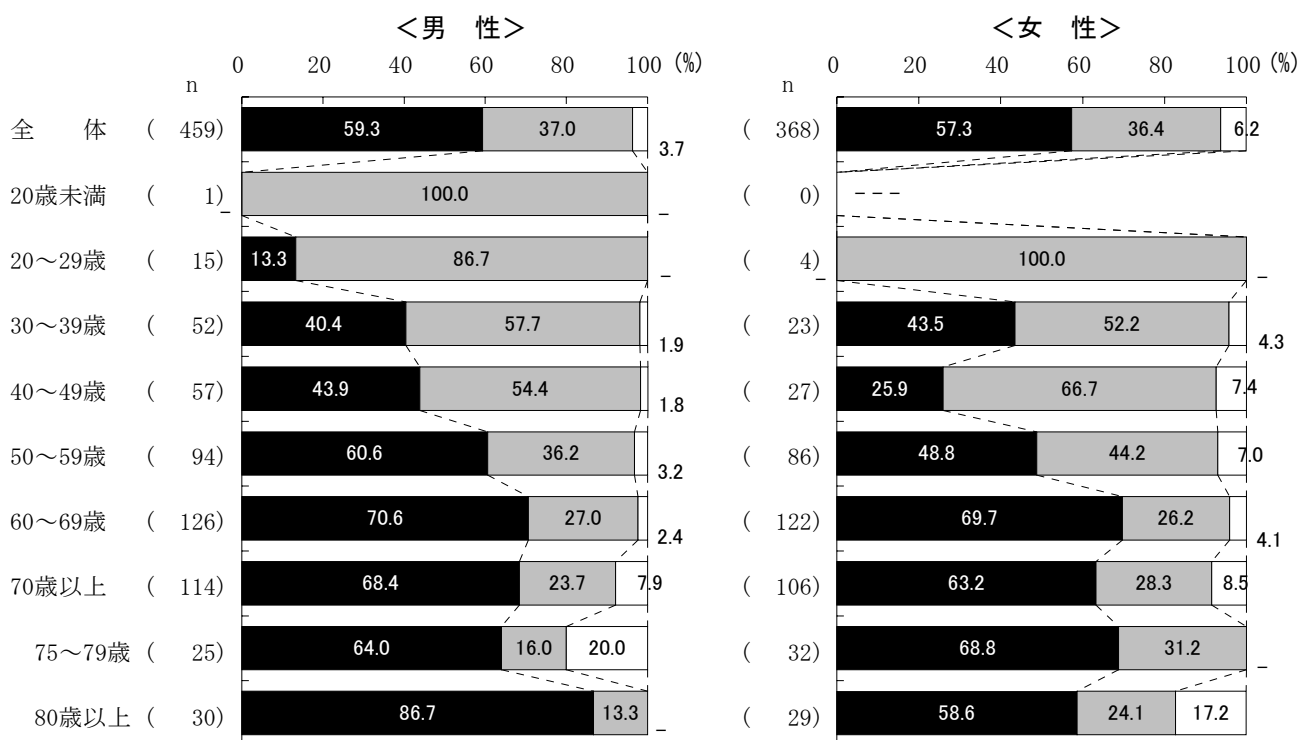 ＜男　性＞　＜女　性＞
0 20 40 60 80 100 (%)　0 20 40 60 80 100 (%)
n　n
全　体 ( 459) 59.3 37.0 3.7　( 368) 57.3 36.4 6.2
20歳未満 ( 1) － 100.0 －　( 0)
20～29歳 ( 15) 13.3 86.7 －　( 4) － 100.0 －
30～39歳 ( 52) 40.4 57.7 1.9　( 23) 43.5 52.2 4.3
40～49歳 ( 57) 43.9 54.4 1.8　( 27) 25.9 66.7 7.4
50～59歳 ( 94) 60.6 36.2 3.2　( 86) 48.8 44.2 7.0
60～69歳 ( 126) 70.6 27.0 2.4　( 122) 69.7 26.2 4.1
70歳以上 ( 114) 68.4 23.7 7.9　( 106) 63.2 28.3 8.5
75～79歳 ( 25) 64.0 16.0 20.0　( 32) 68.8 31.2 －
80歳以上 ( 30) 86.7 13.3 －　( 29) 58.6 24.1 17.2